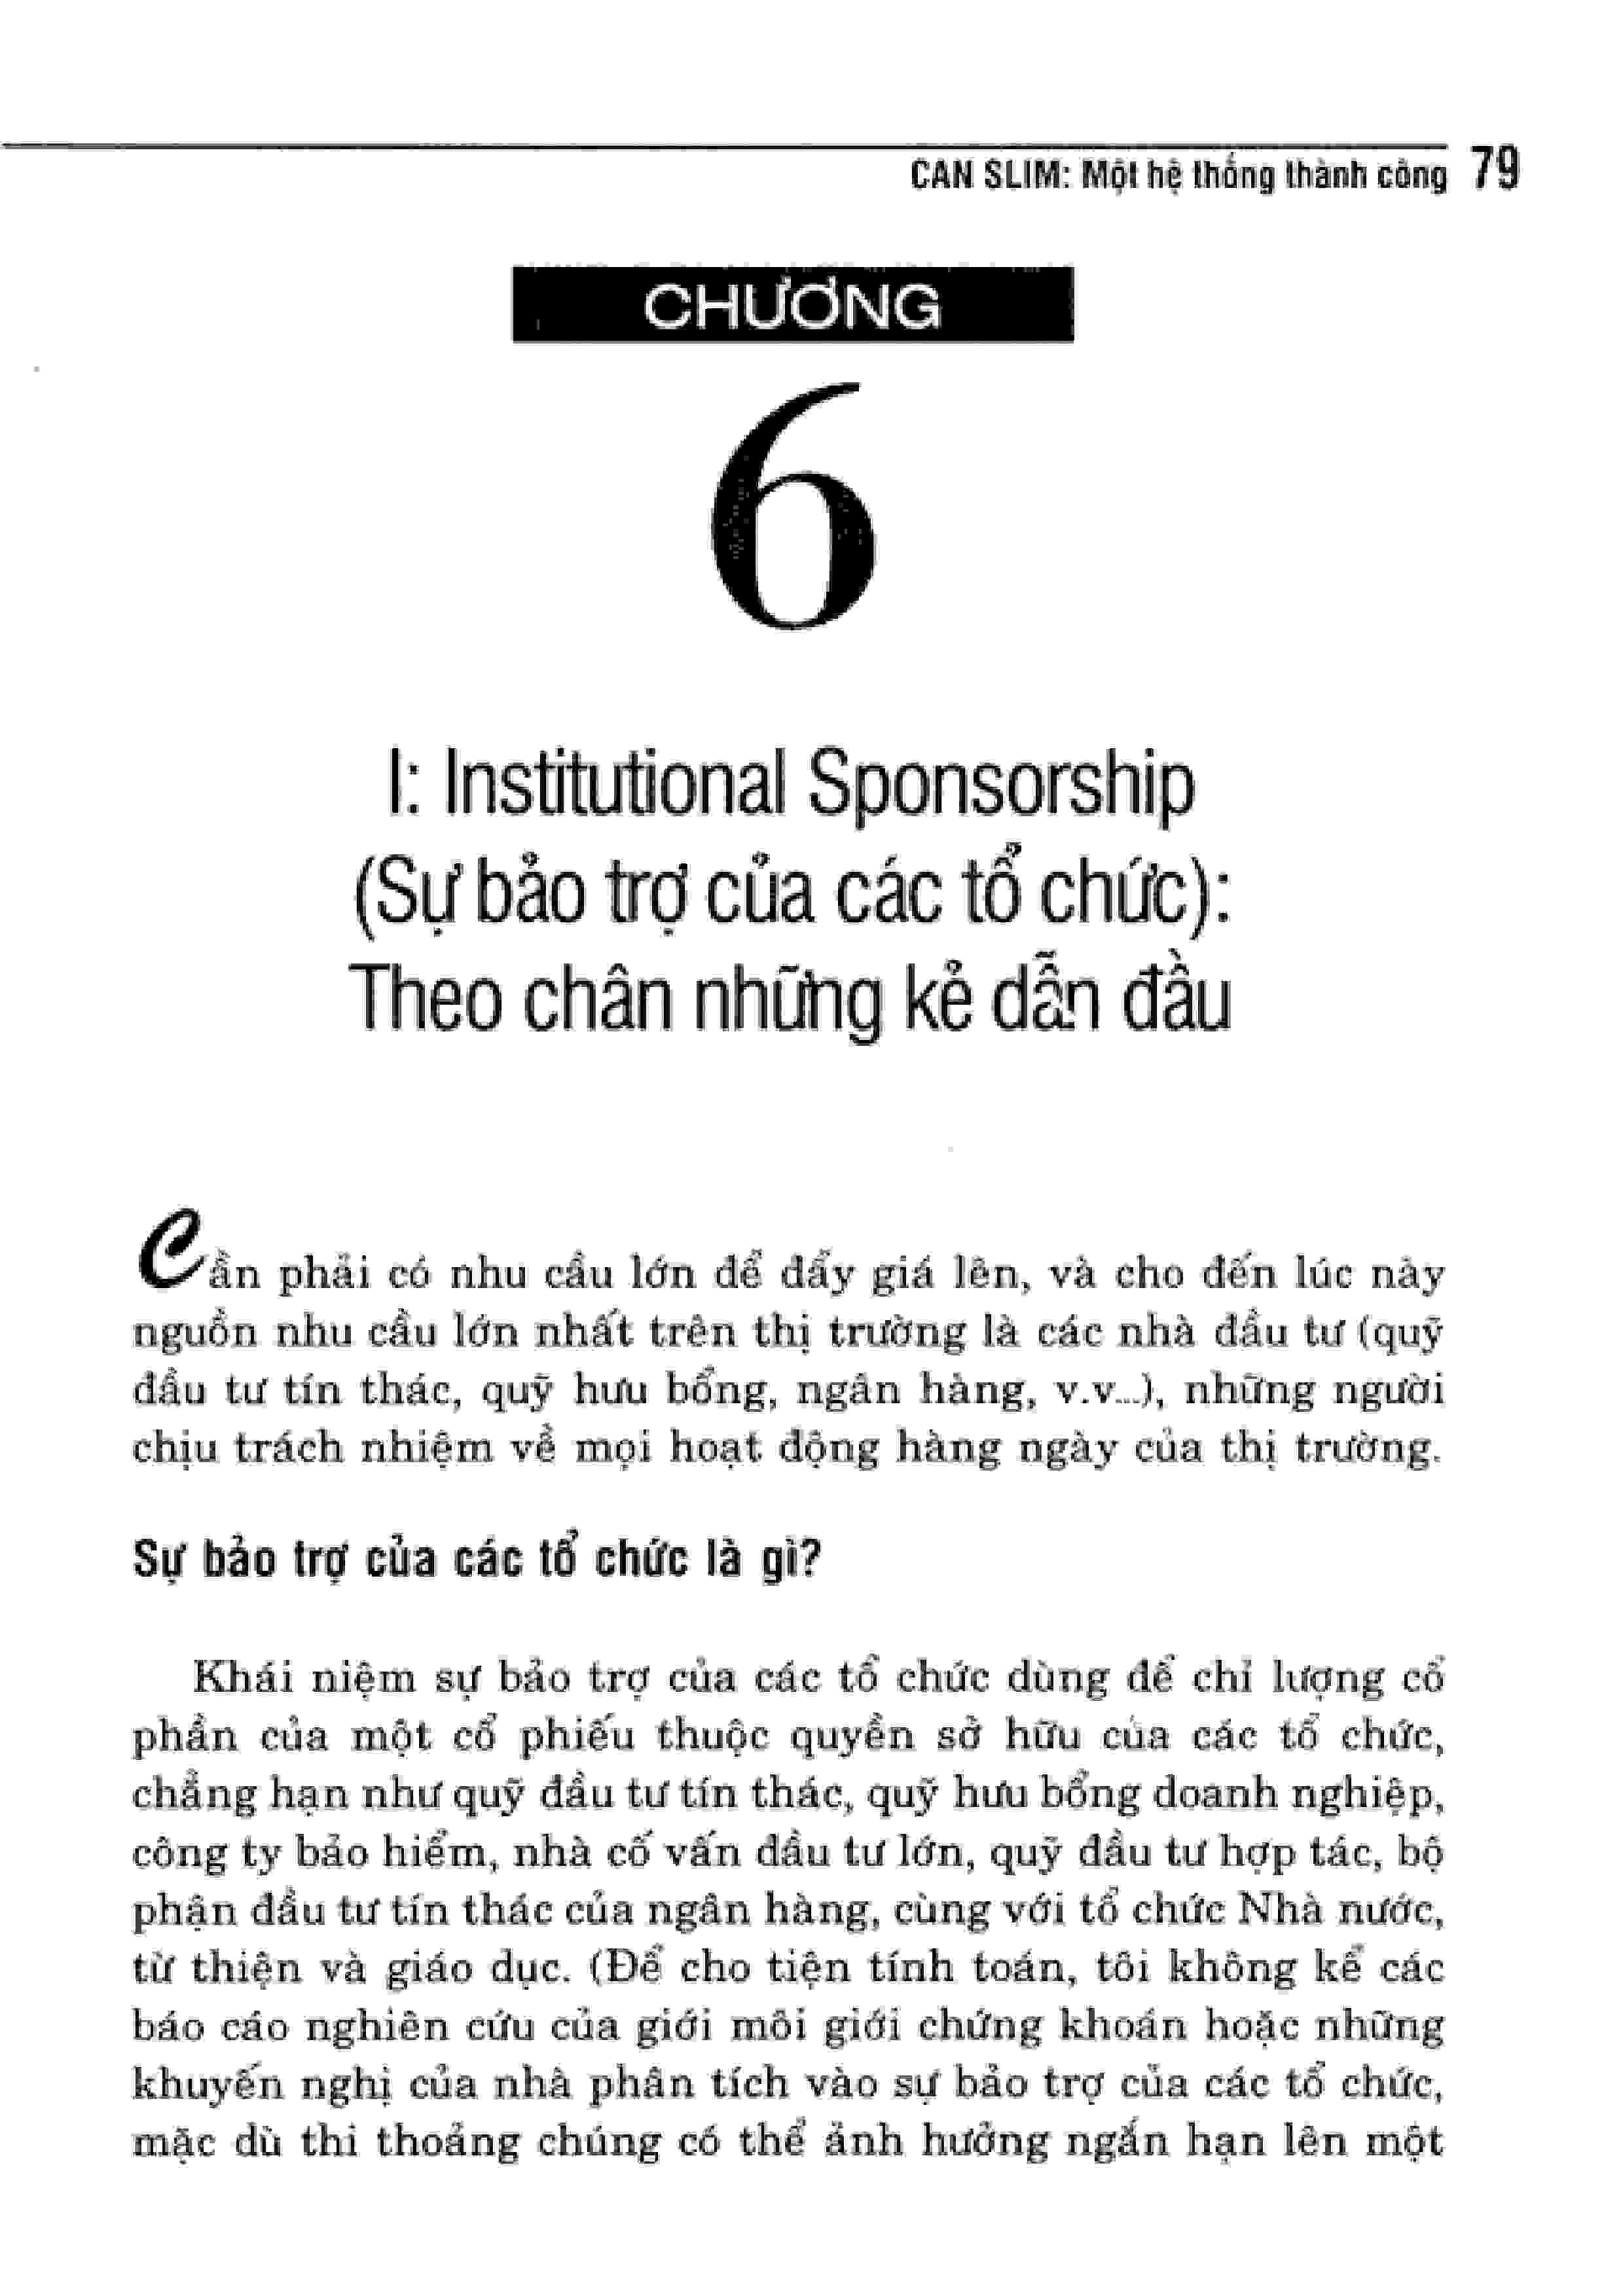 CAN SLIM: Một hệ thống thành công 79
CHƯƠNG
6
I: Institutional Sponsorship
(Sự bảo trợ của các tổ chức):
Theo chân những kẻ dẫn đầu
Cần phải có nhu cầu lớn để đẩy giá lên, và cho đến lúc này
nguồn nhu cầu lớn nhất trên thị trường là các nhà đầu tư (quỹ
đầu tư tín thác, quỹ hưu bổng, ngân hàng, v.v...), những người
chịu trách nhiệm về mọi hoạt động hàng ngày của thị trường.
Sự bảo trợ của các tổ chức là gì?
Khái niệm sự bảo trợ của các tổ chức dùng để chỉ lượng cổ
phần của một cổ phiếu thuộc quyền sở hữu của các tổ chức,
chẳng hạn như quỹ đầu tư tín thác, quỹ hưu bổng doanh nghiệp,
công ty bảo hiểm, nhà cố vấn đầu tư lớn, quỹ đầu tư hợp tác, bộ
phận đầu tư tín thác của ngân hàng, cùng với tổ chức Nhà nước,
từ thiện và giáo dục. (Để cho tiện tính toán, tôi không kể các
báo cáo nghiên cứu của giới môi giới chứng khoán hoặc những
khuyến nghị của nhà phân tích vào sự bảo trợ của các tổ chức,
mặc dù thi thoảng chúng có thể ảnh hưởng ngắn hạn lên một